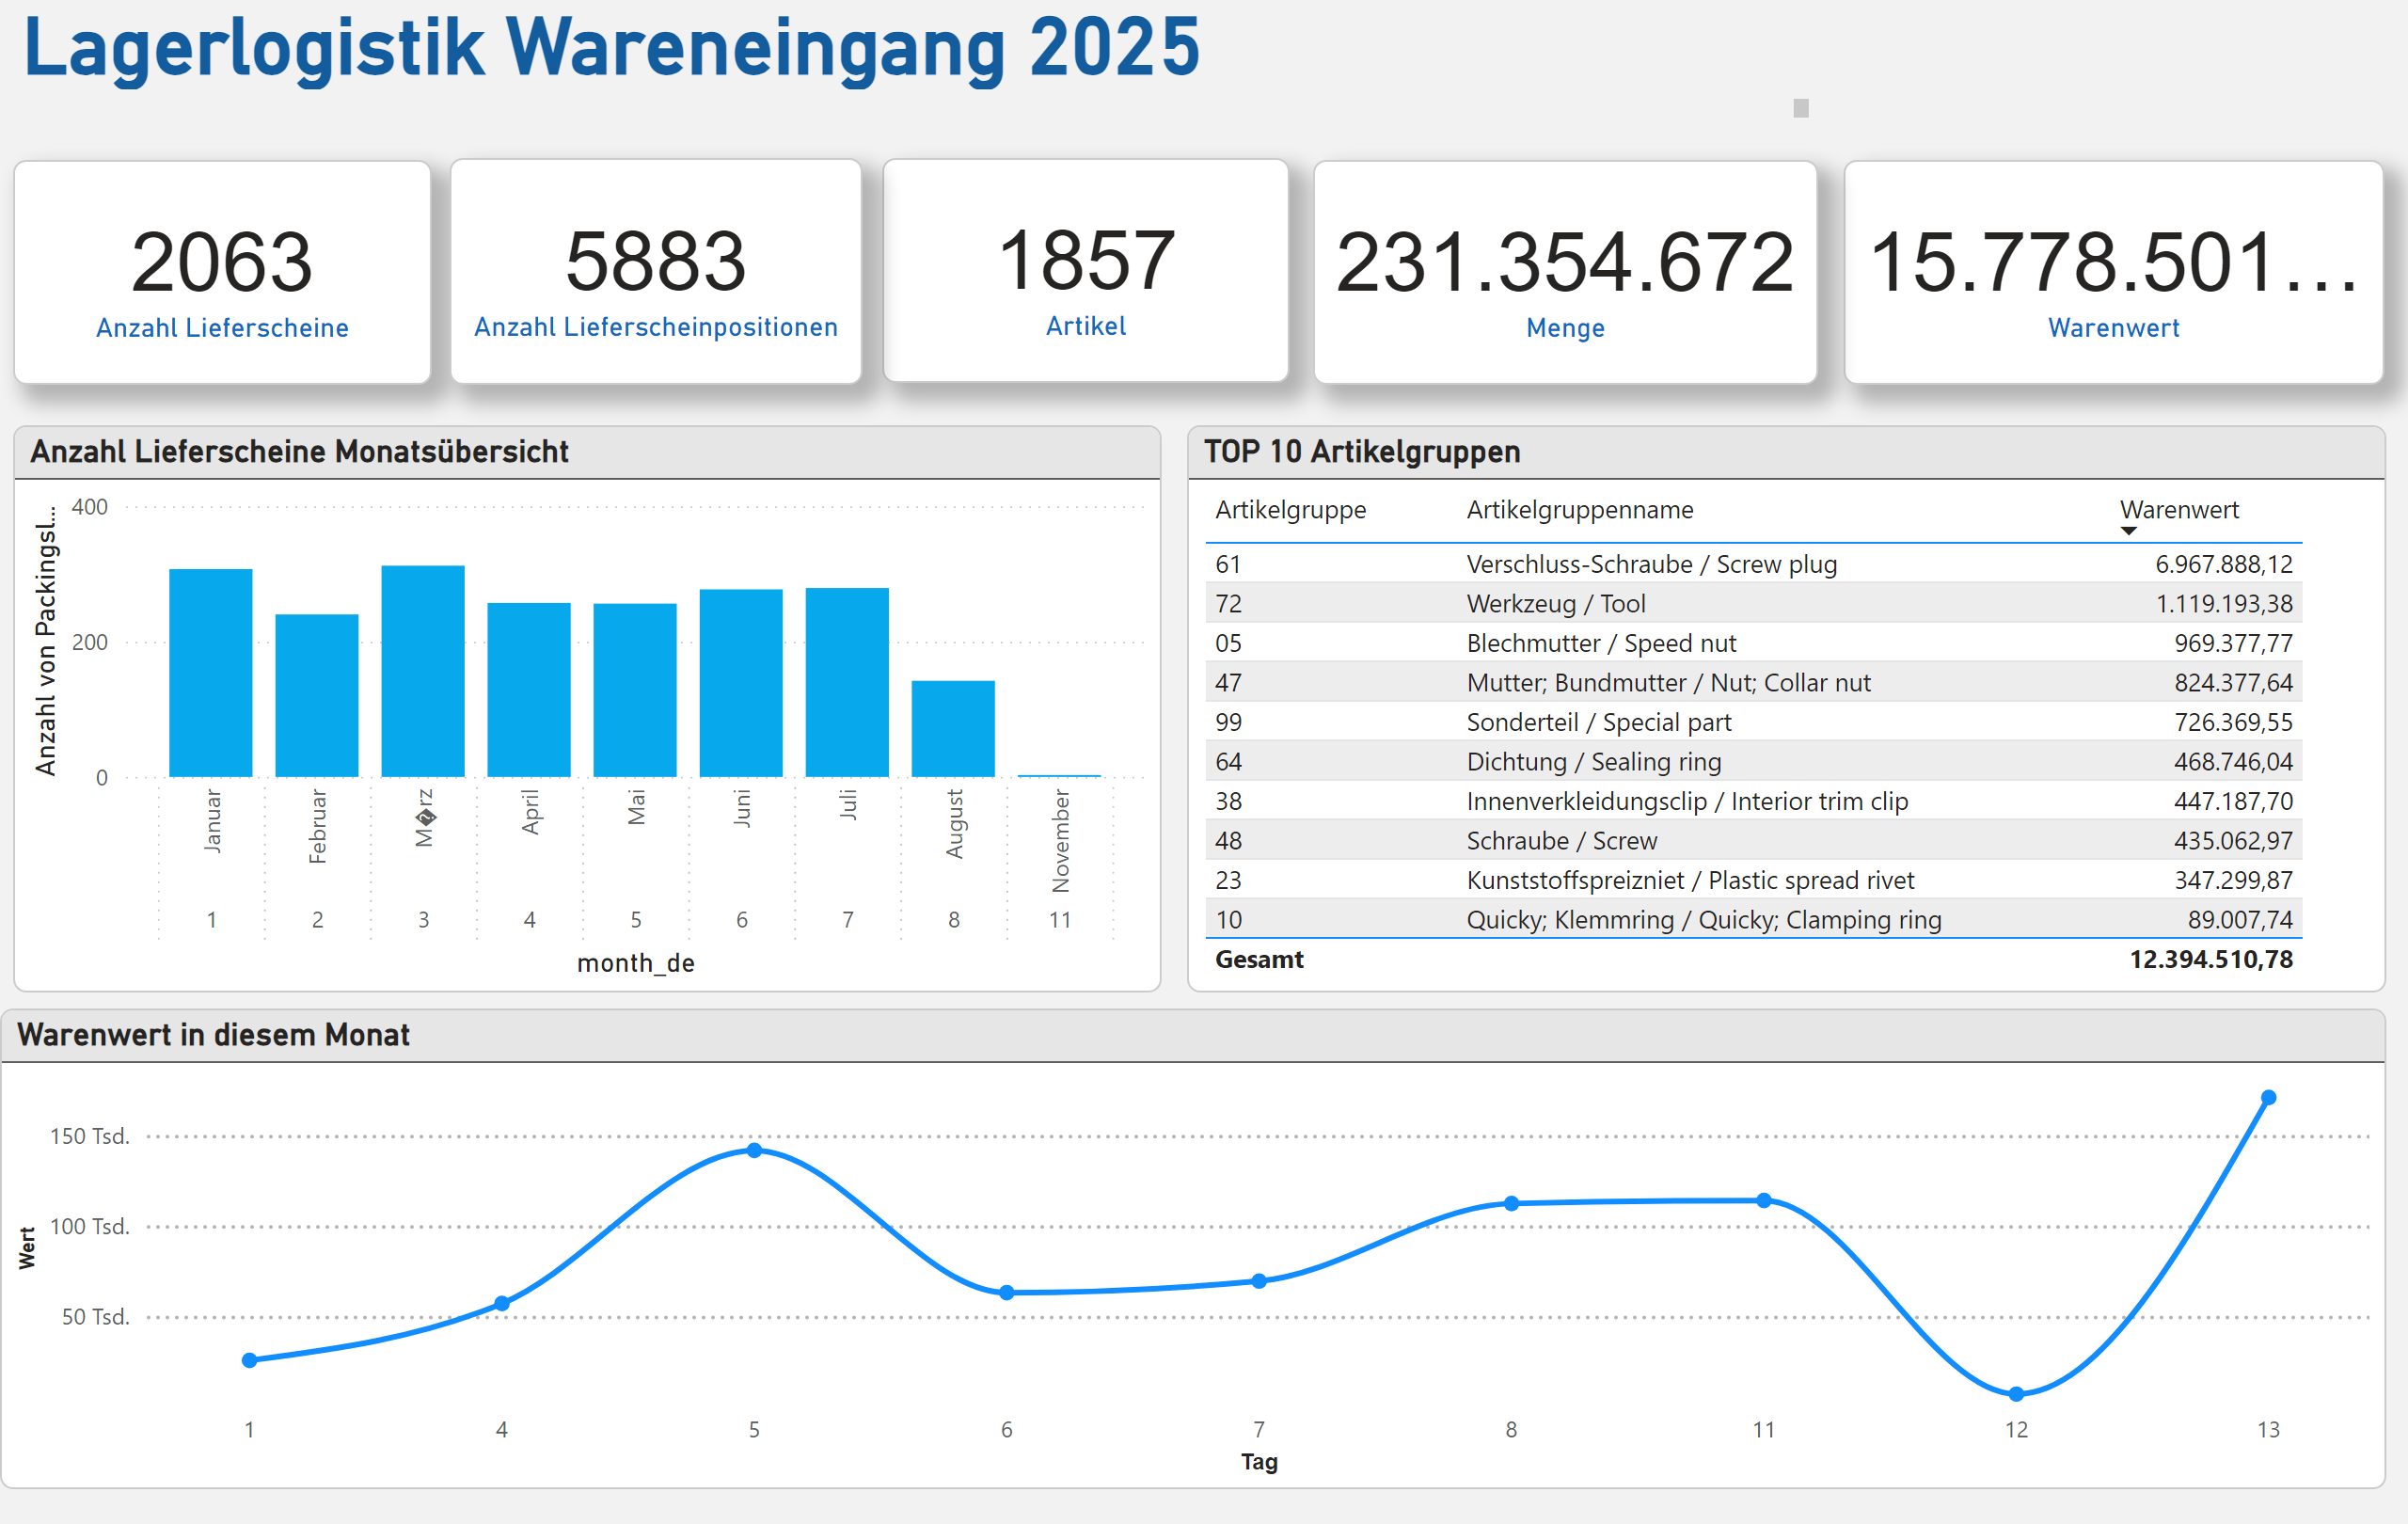 Lagerlogistik Wareneingang 2025
2063
Anzahl Lieferscheine
5883
Anzahl Lieferscheinpositionen
1857
Artikel
231.354.672
Menge
15.778.501...
Warenwert
Anzahl Lieferscheine Monatsübersicht
Anzahl von Packingsl...
400
200
0
Januar
Februar
M�rz
April
Mai
Juni
Juli
August
November
1 2 3 4 5 6 7 8 11
month_de
TOP 10 Artikelgruppen
Artikelgruppe Artikelgruppenname Warenwert
61 Verschluss-Schraube / Screw plug 6.967.888,12
72 Werkzeug / Tool 1.119.193,38
05 Blechmutter / Speed nut 969.377,77
47 Mutter; Bundmutter / Nut; Collar nut 824.377,64
99 Sonderteil / Special part 726.369,55
64 Dichtung / Sealing ring 468.746,04
38 Innenverkleidungsclip / Interior trim clip 447.187,70
48 Schraube / Screw 435.062,97
23 Kunststoffspreizniet / Plastic spread rivet 347.299,87
10 Quicky; Klemmring / Quicky; Clamping ring 89.007,74
Gesamt 12.394.510,78
Warenwert in diesem Monat
Wert
150 Tsd.
100 Tsd.
50 Tsd.
1 4 5 6 7 8 11 12 13
Tag